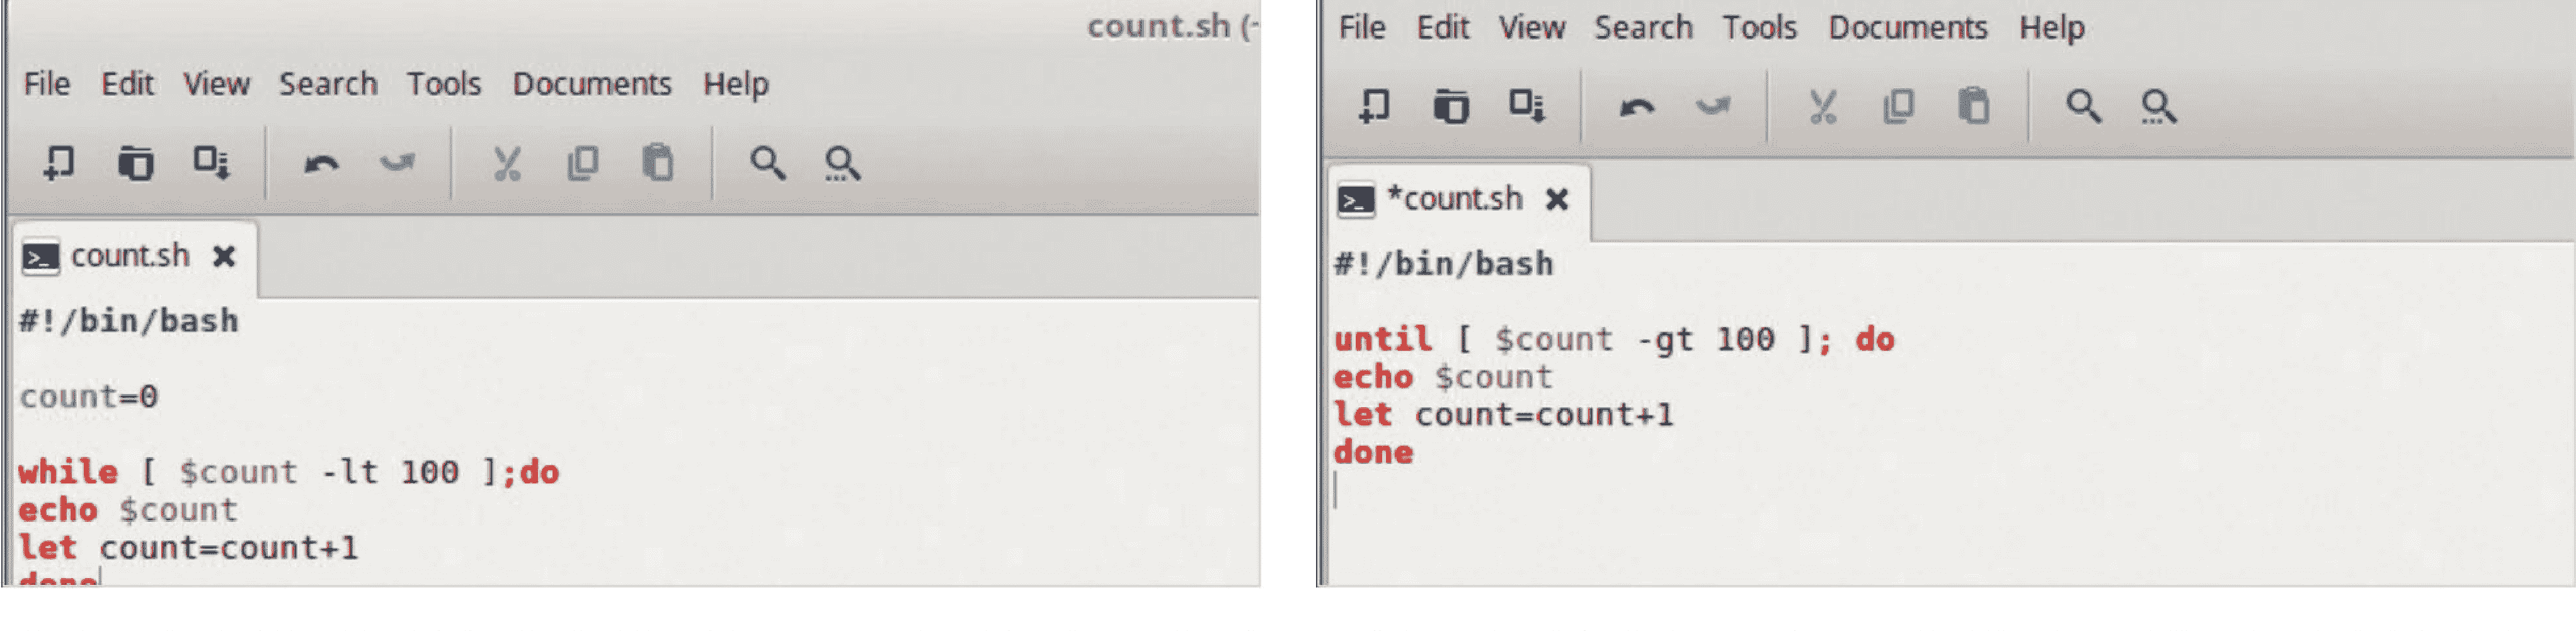 count.sh (-
File Edit View Search Tools Documents Help
count.sh
#!/bin/bash
count=0
while [ $count -lt 100 ];do
echo $count
let count=count+1
done
File Edit View Search Tools Documents Help
*count.sh
#!/bin/bash
until [ $count -gt 100 ]; do
echo $count
let count=count+1
done